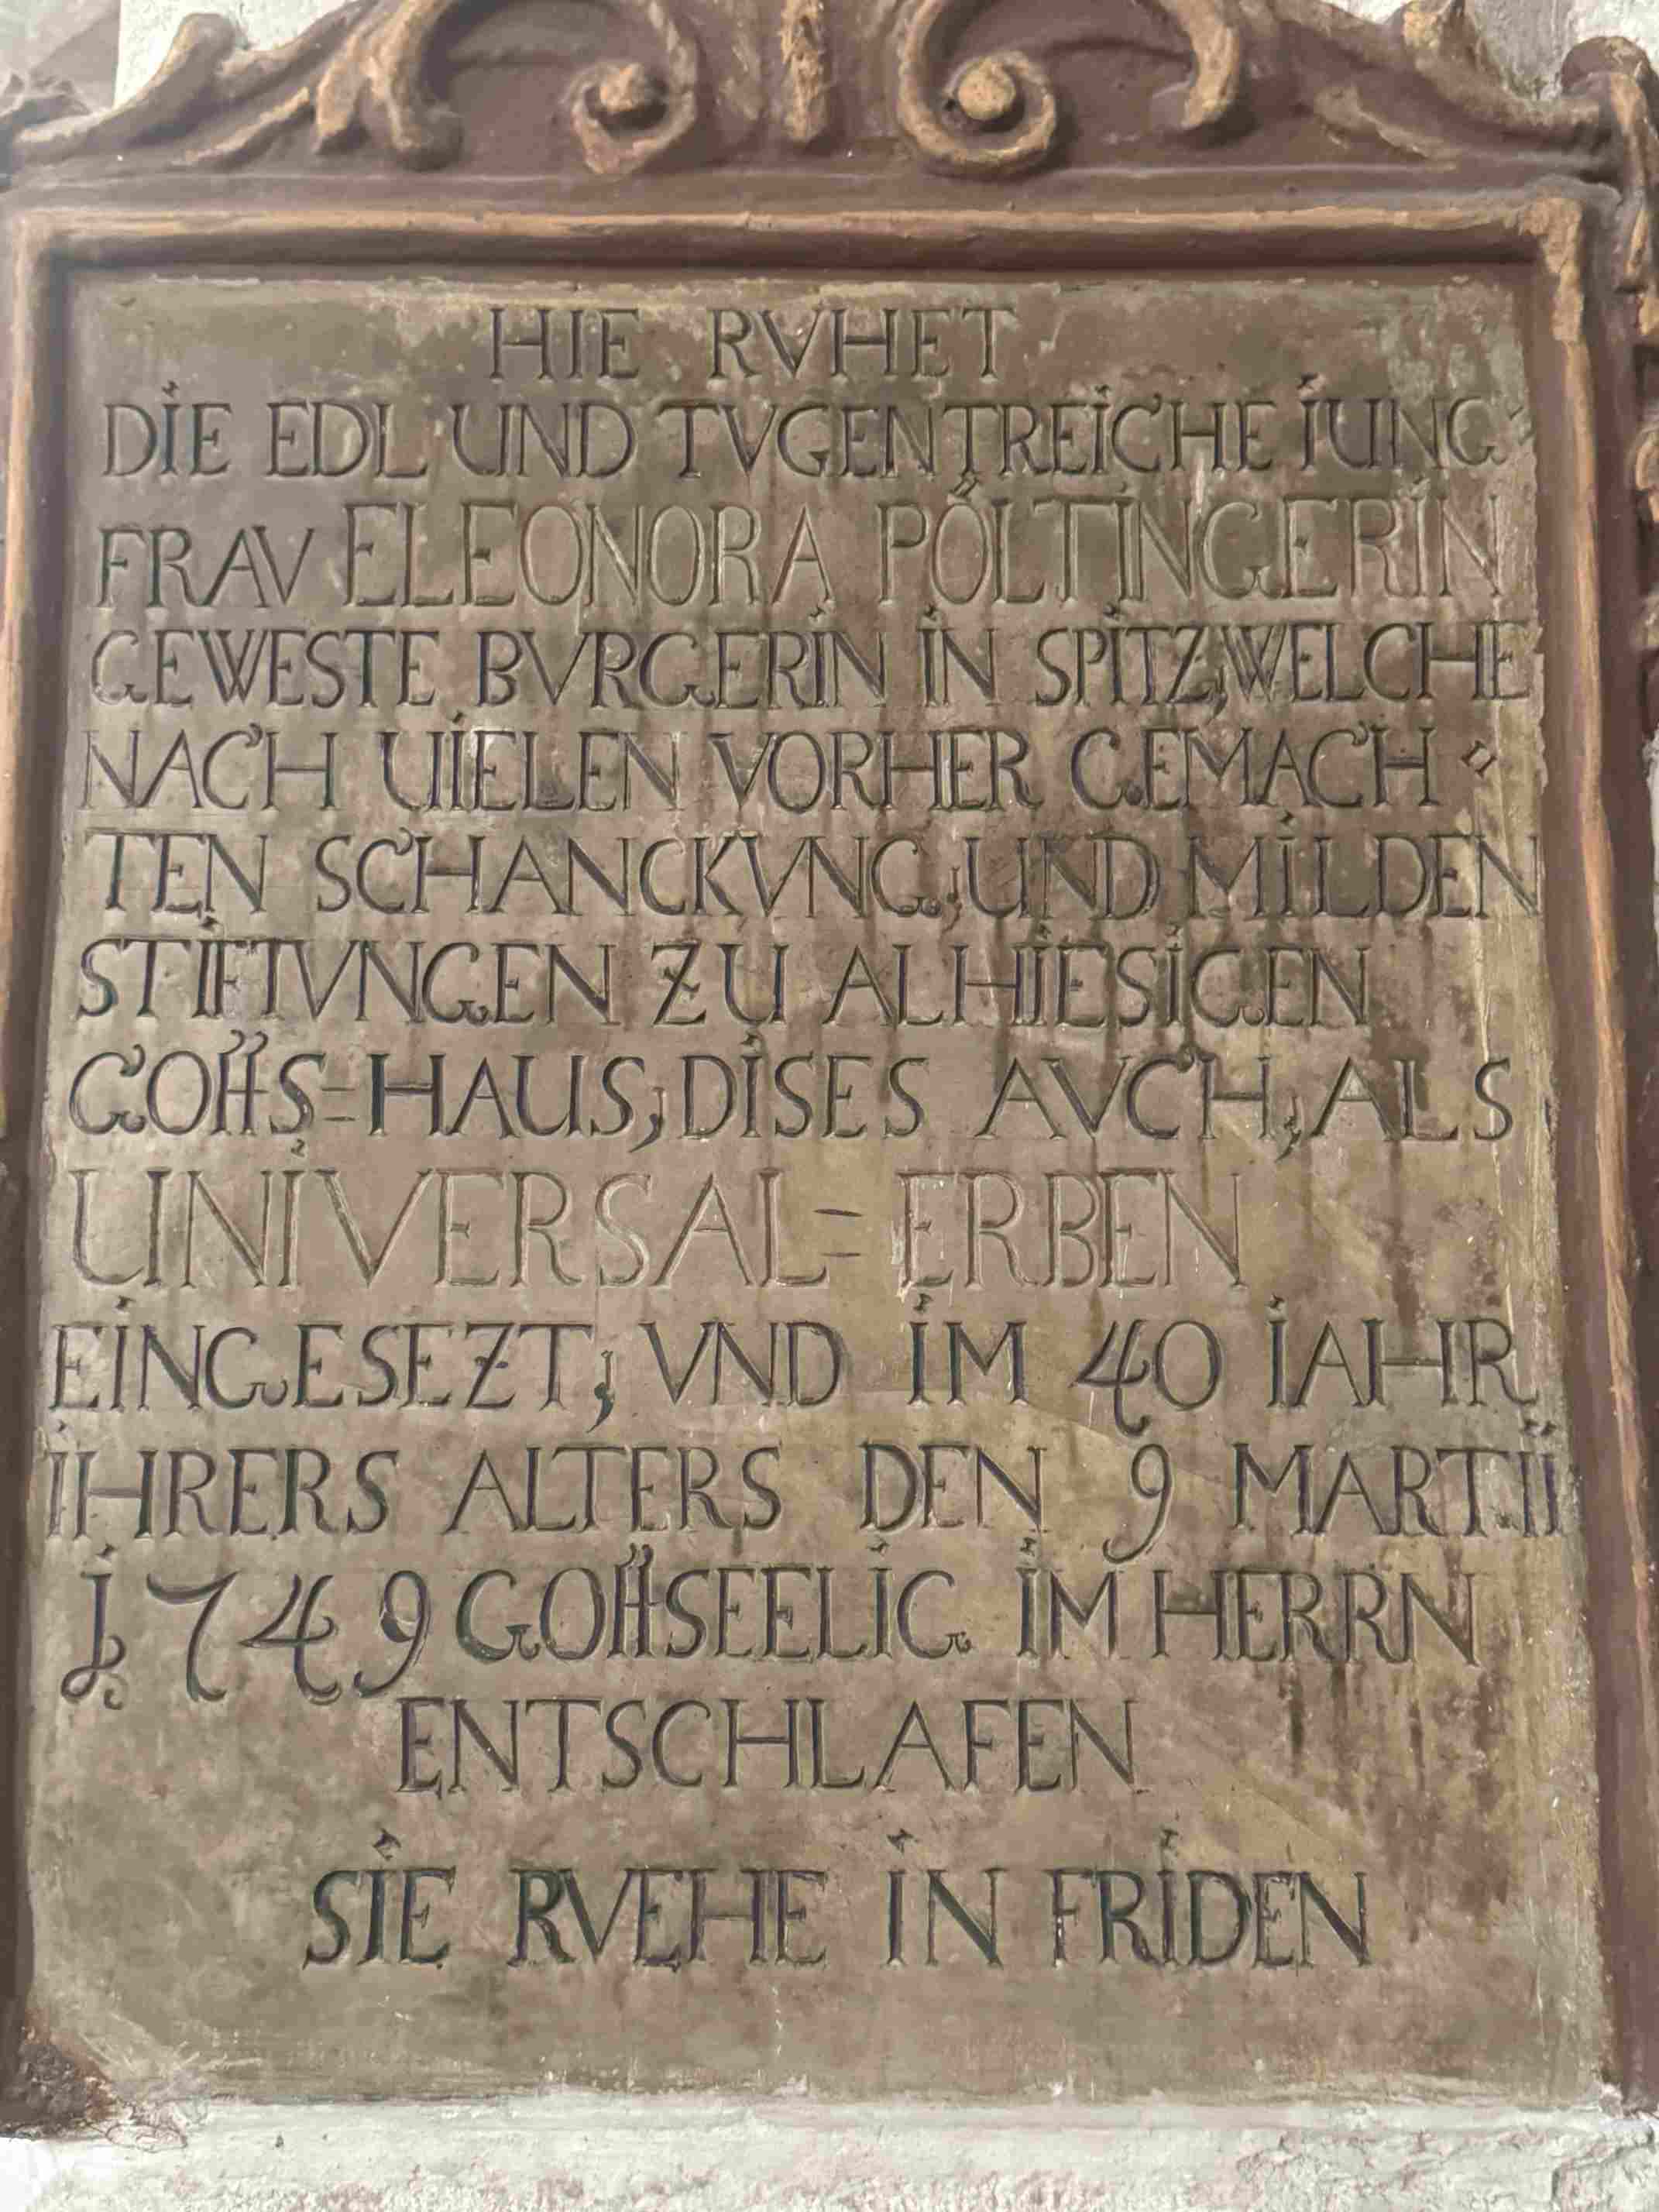 HIE RVHET
DIE EDL UND TVGENTREICHE IUNG
FRAV ELEONORA PÖLTINGERIN
GEWESTE BVRGERIN IN SPITZ, WELCHE
NACH UIELEN VORHER GEMACH =
TEN SCHANCKVNG, UND MILDEN
STIFTVNGEN ZU ALHIESIGEN
GOTTS=HAUS, DISES AVCH, ALS
UNIVERSAL=ERBEN
EINGESEZT, VND IM 40 IAHR
IHRERS ALTERS DEN 9 MARTII
1749 GOTTSEELIG IM HERRN
ENTSCHLAFEN
SIE RVEHE IN FRIDEN